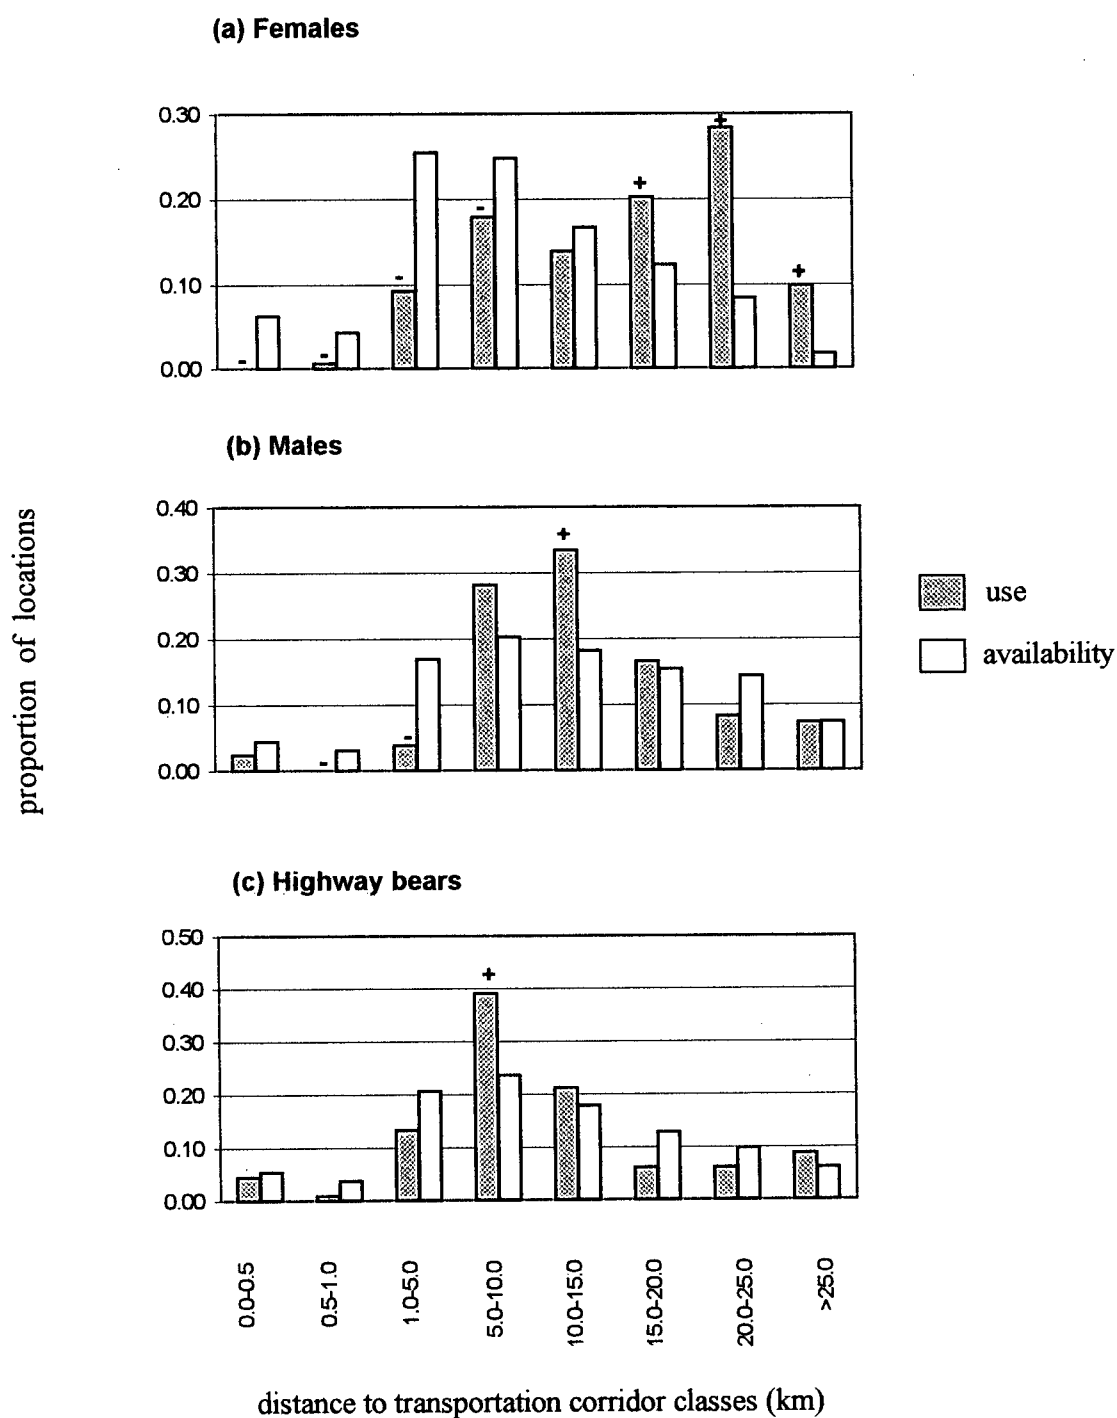 (a) Females
0.30
0.20
0.10
0.00
- - - - + + +
(b) Males
0.40
0.30
0.20
0.10
0.00
- - +
(c) Highway bears
0.50
0.40
0.30
0.20
0.10
0.00
+
0.0-0.5
0.5-1.0
1.0-5.0
5.0-10.0
10.0-15.0
15.0-20.0
20.0-25.0
>25.0
distance to transportation corridor classes (km)
proportion of locations
use
availability